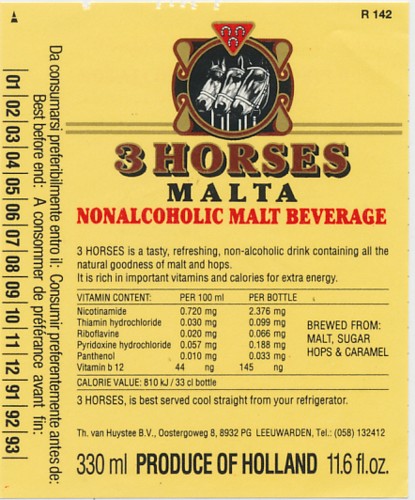 R 142
3 HORSES
MALTA
NONALCOHOLIC MALT BEVERAGE
3 HORSES is a tasty, refreshing, non-alcoholic drink containing all the
natural goodness of malt and hops.
It is rich in important vitamins and calories for extra energy.
VITAMIN CONTENT: PER 100 ml PER BOTTLE
Nicotinamide 0.720 mg 2.376 mg
Thiamin hydrochloride 0.030 mg 0.099 mg
Riboflavine 0.020 mg 0.066 mg
Pyridoxine hydrochloride 0.057 mg 0.188 mg
Panthenol 0.010 mg 0.033 mg
Vitamin b 12 44 ng 145 ng
BREWED FROM:
MALT, SUGAR
HOPS & CARAMEL
CALORIE VALUE: 810 kJ / 33 cl bottle
3 HORSES, is best served cool straight from your refrigerator.
Th. van Huystee B.V., Oostergoweg 8, 8932 PG LEEUWARDEN, Tel.: (058) 132412
330 ml PRODUCE OF HOLLAND 11.6 fl.oz.
Da consumarsi preferibilmente entro il: Consumir preferentemente antes de:
Best before end: A consommer de préférance avant fin:
01 | 02 | 03 | 04 | 05 | 06 | 07 | 08 | 09 | 10 | 11 | 12 | 91 | 92 | 93 |